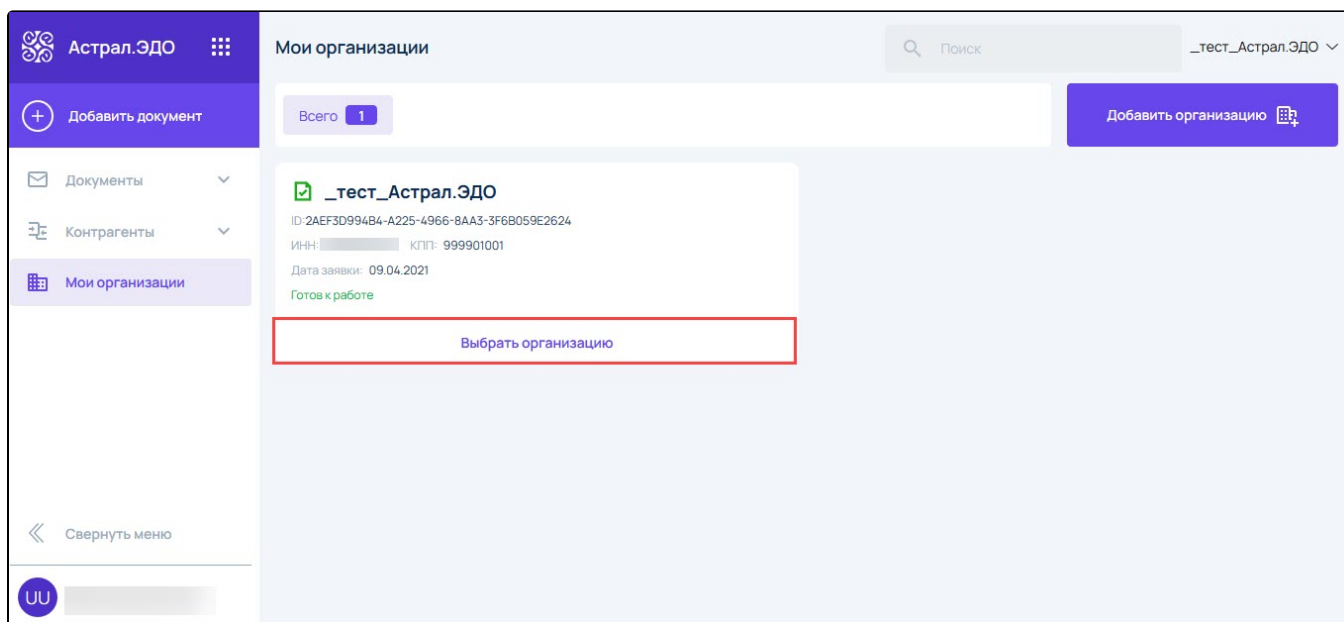 Астрал.ЭДО
Мои организации
Поиск
_тест_Астрал.ЭДО
Добавить документ
Всего 1
Добавить организацию
Документы
Контрагенты
Мои организации
_тест_Астрал.ЭДО
ID:2AEF3D994B4-A225-4966-8AA3-3F6B059E2624
ИНН: КПП: 999901001
Дата заявки: 09.04.2021
Готов к работе
Выбрать организацию
Свернуть меню
UU